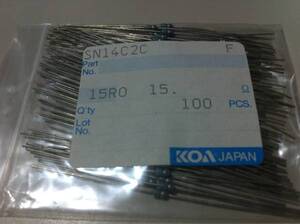 SN14C2C F
Part No.
15R0 15. Ω
Q'ty 100 PCS.
Lot No.
KOA JAPAN